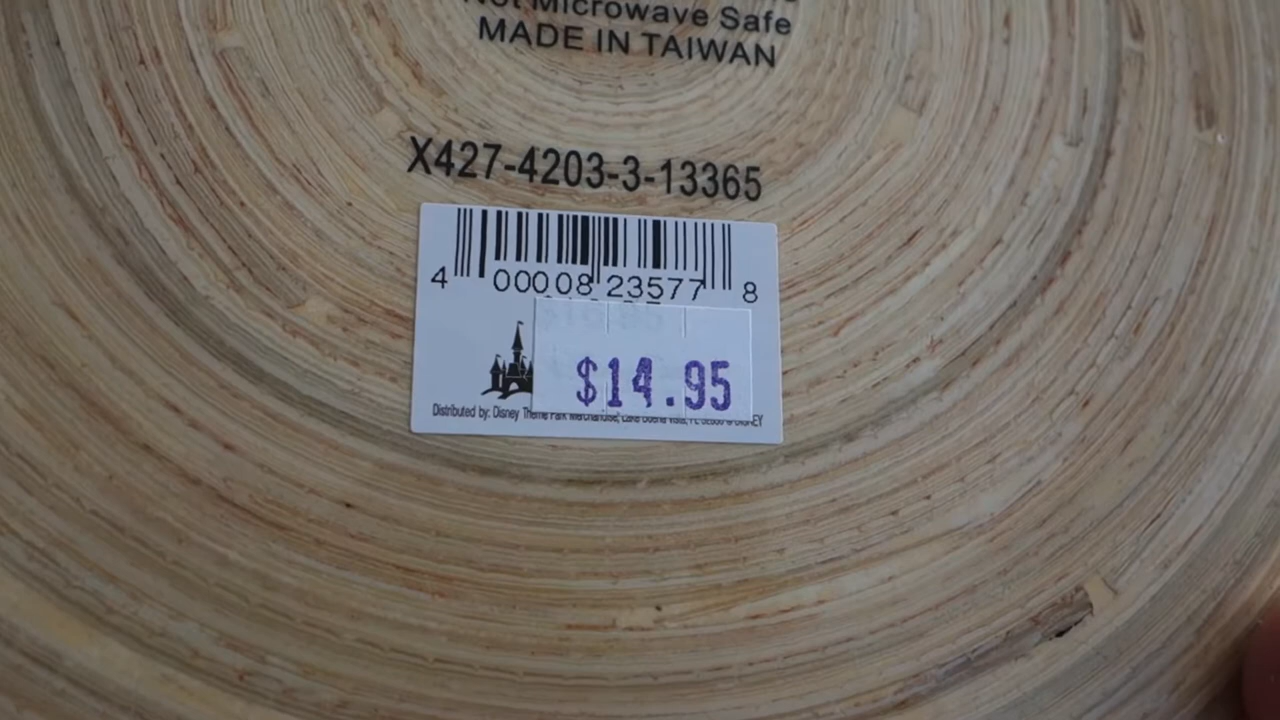 Not Microwave Safe
MADE IN TAIWAN
X427-4203-3-13365
4 00008 23577 8
$14.95
Distributed by: Disney Theme Park Merchandise, Lake Buena Vista, FL © DISNEY